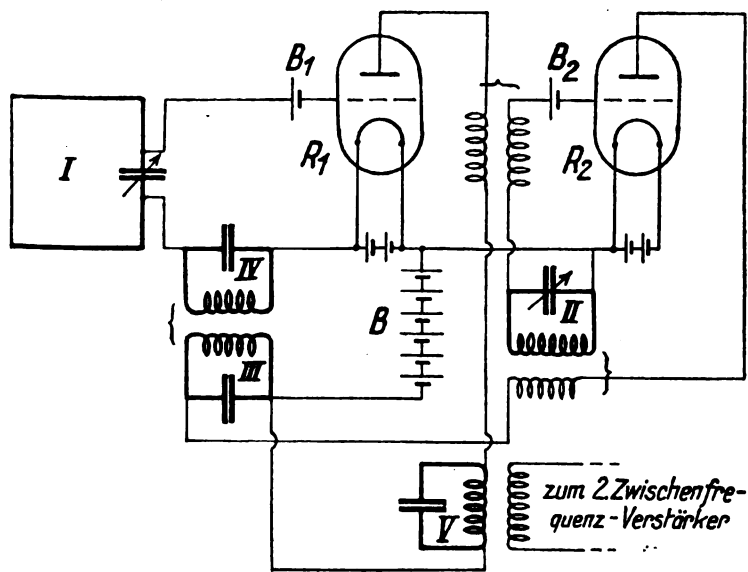 B₁
B₂
I
R₁
R₂
IV
II
B
III
zum 2.Zwischenfre-
quenz-Verstärker
V